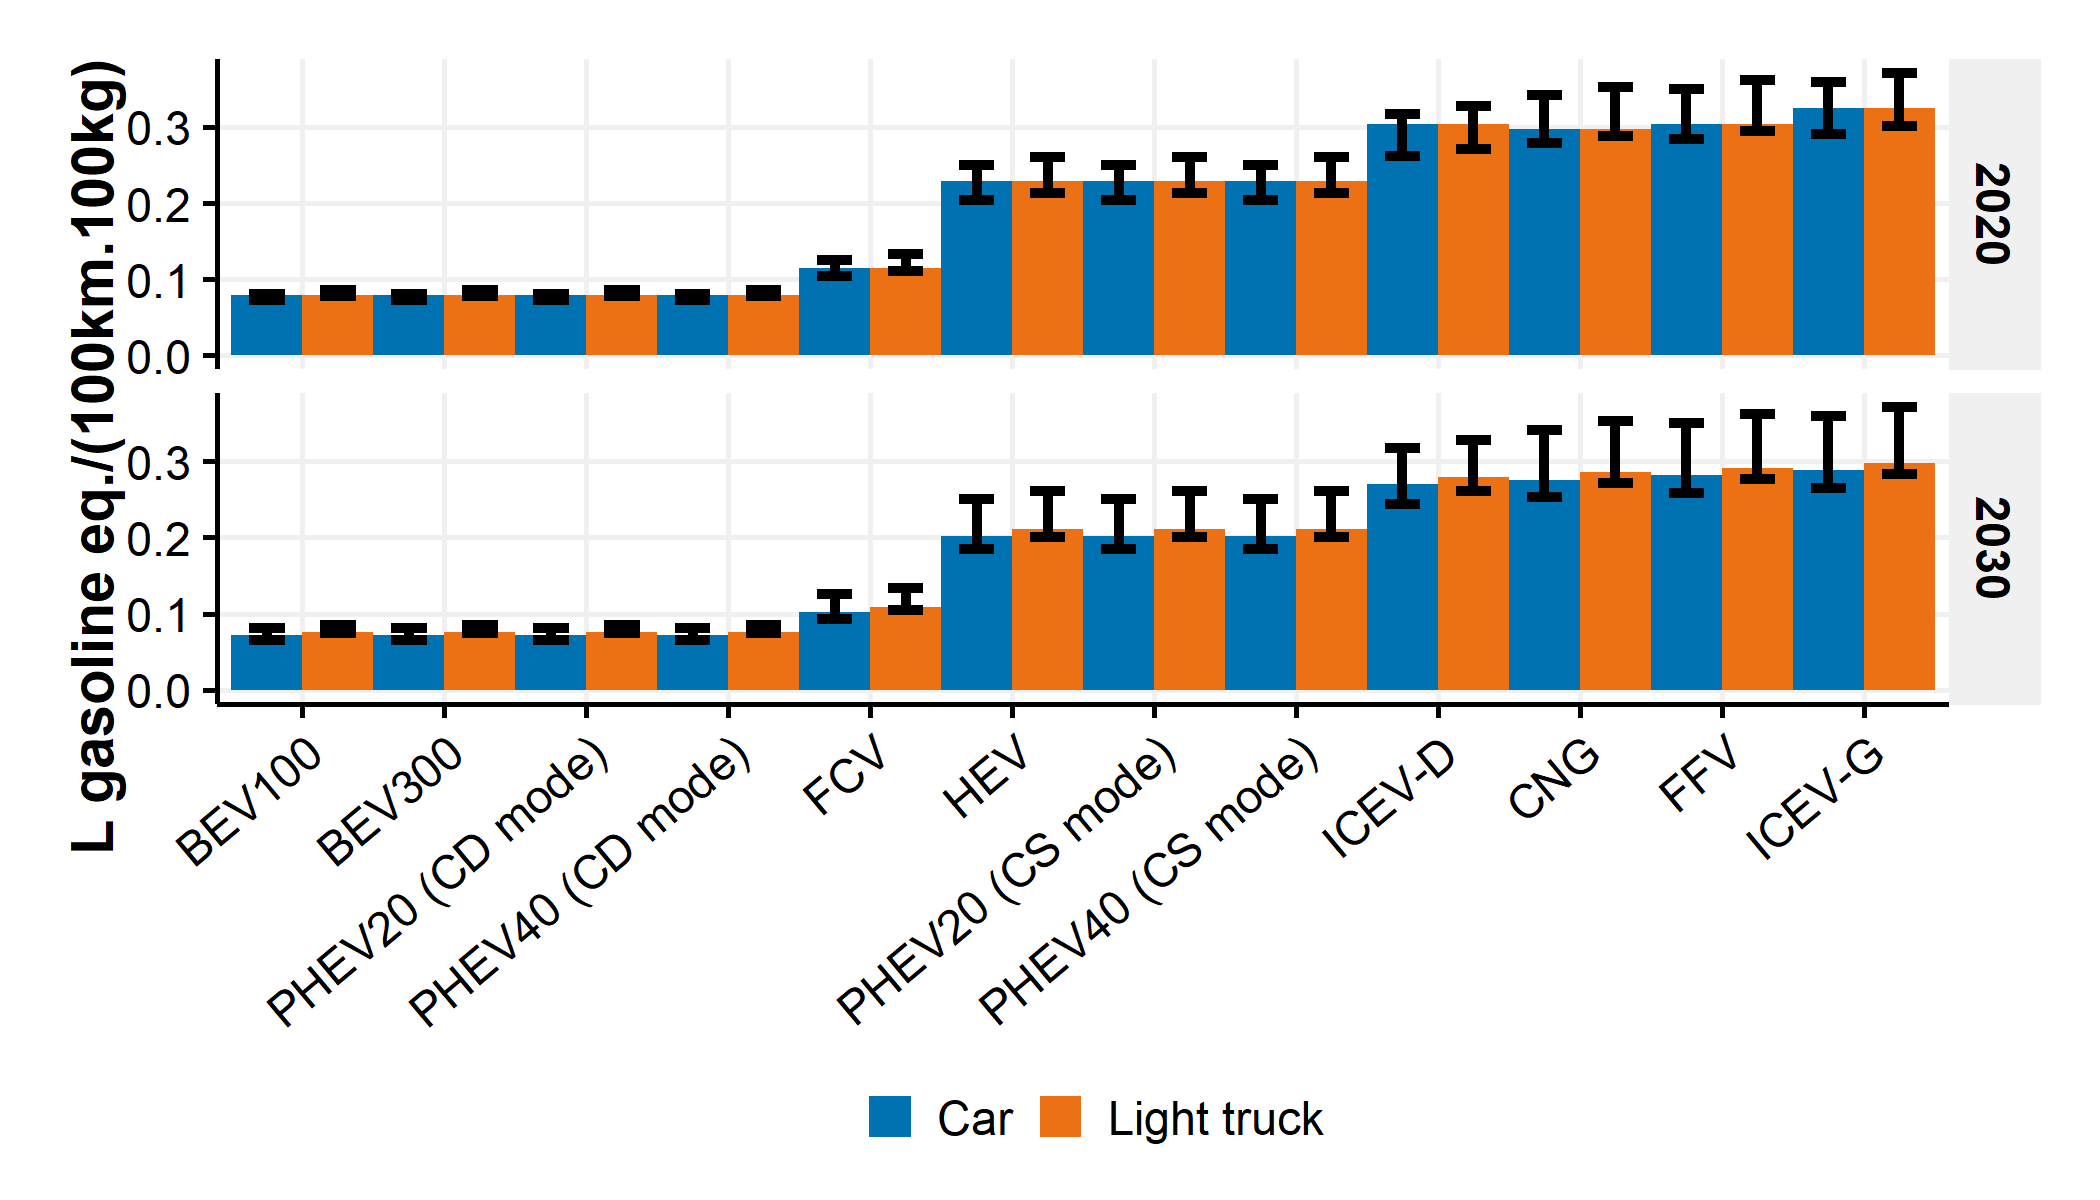 L gasoline eq./(100km.100kg)
0.3
0.2
0.1
0.0
2020
0.3
0.2
0.1
0.0
2030
BEV100
BEV300
PHEV20 (CD mode)
PHEV40 (CD mode)
FCV
HEV
PHEV20 (CS mode)
PHEV40 (CS mode)
ICEV-D
CNG
FFV
ICEV-G
Car
Light truck